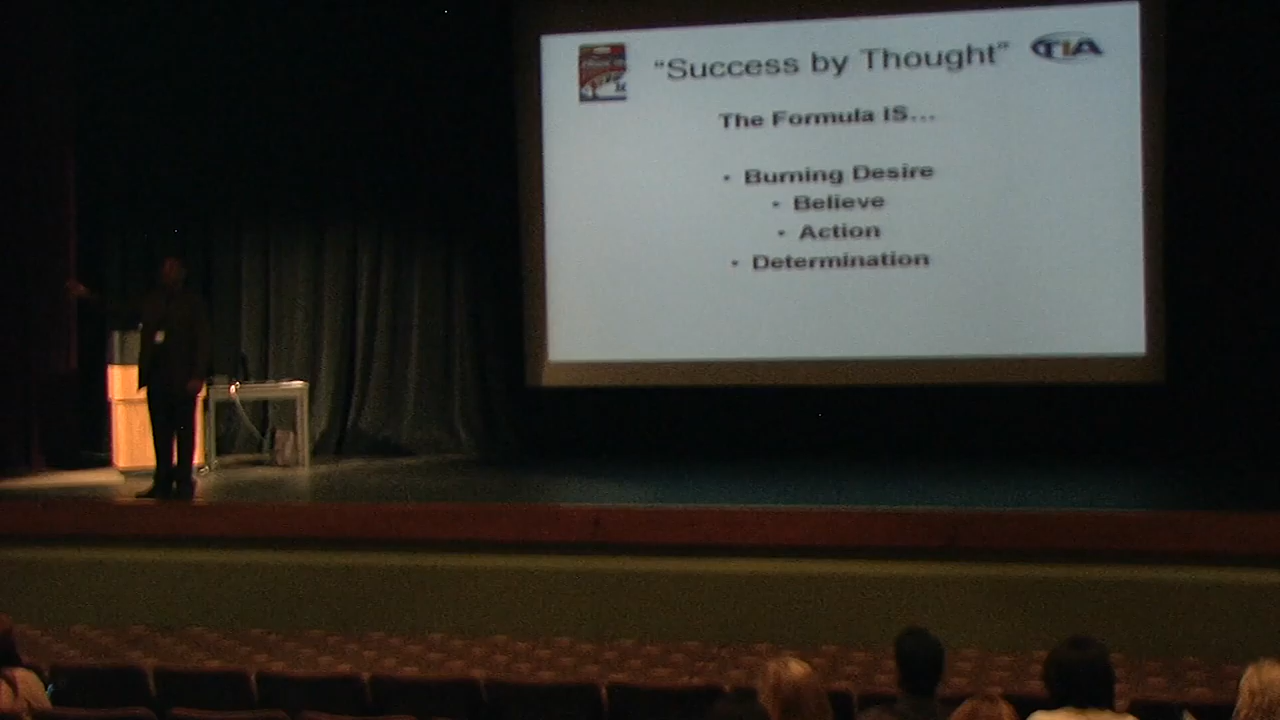 "Success by Thought"
TIA
The Formula IS...
• Burning Desire
• Believe
• Action
• Determination